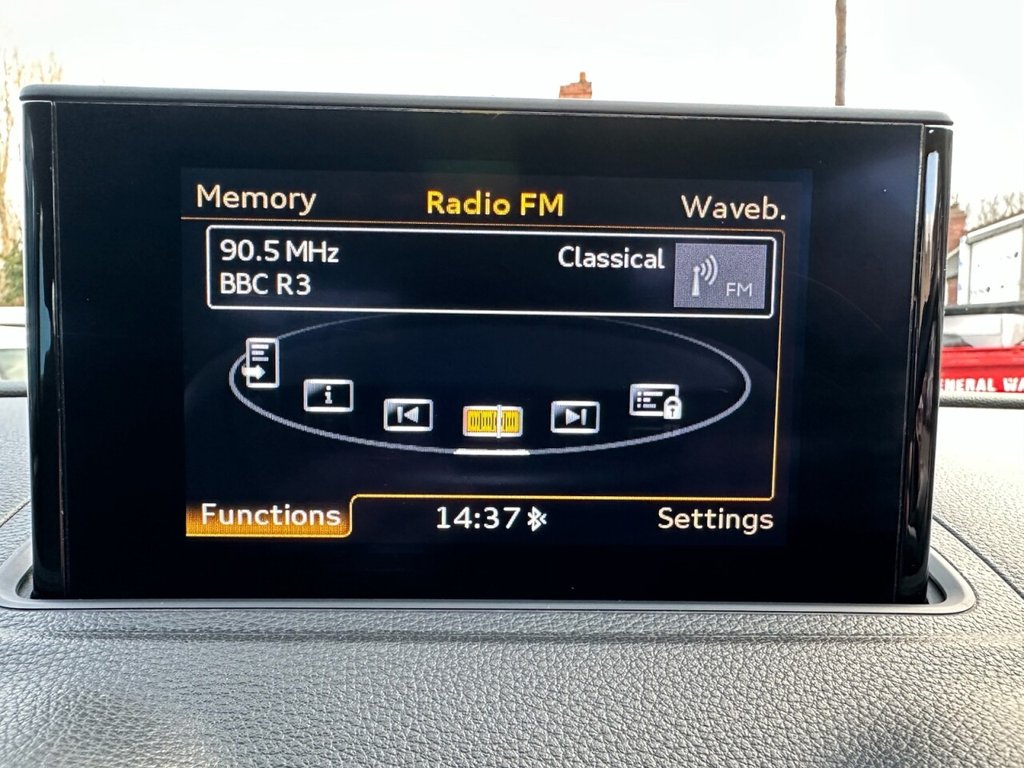 Memory
Radio FM
Waveb.
90.5 MHz
Classical
BBC R3
FM
i
Functions
14:37
Settings